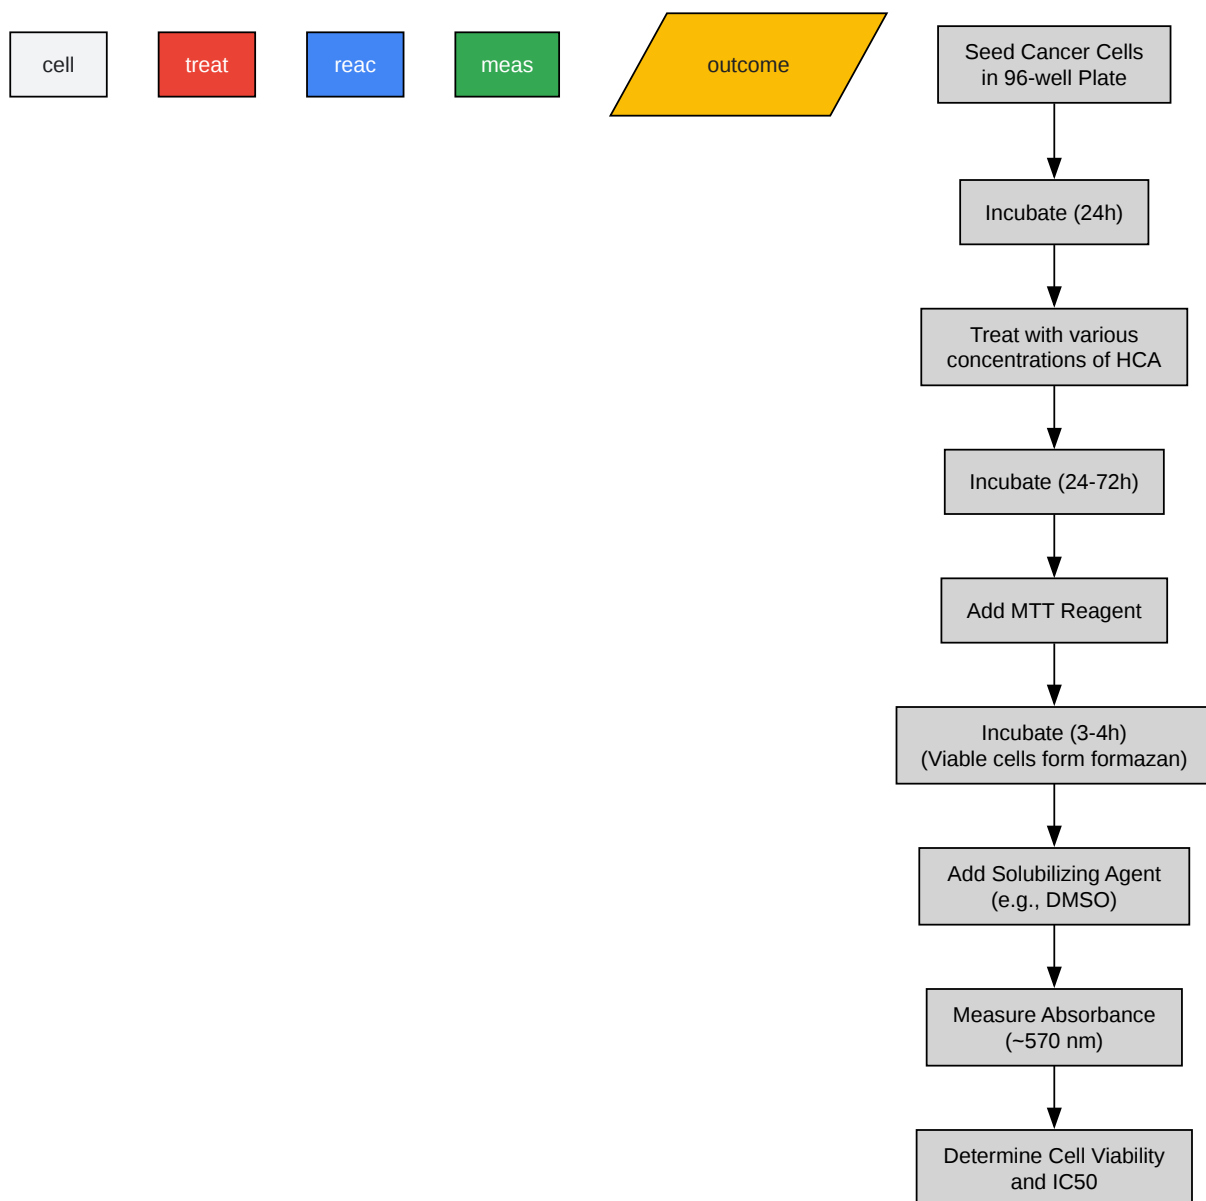 cell
treat
reac
meas
outcome
Seed Cancer Cells
in 96-well Plate
Incubate (24h)
Treat with various
concentrations of HCA
Incubate (24-72h)
Add MTT Reagent
Incubate (3-4h)
(Viable cells form formazan)
Add Solubilizing Agent
(e.g., DMSO)
Measure Absorbance
(~570 nm)
Determine Cell Viability
and IC50